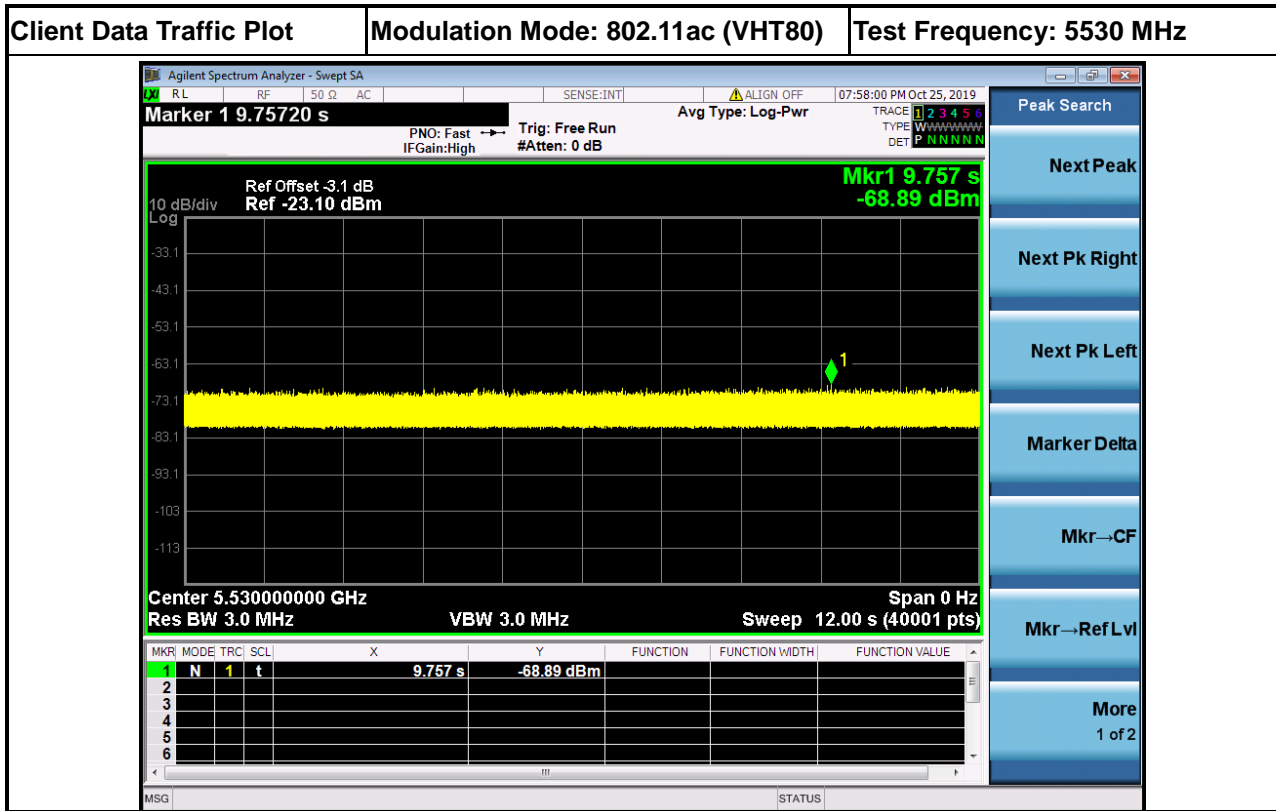 Client Data Traffic Plot Modulation Mode: 802.11ac (VHT80) Test Frequency: 5530 MHz
Agilent Spectrum Analyzer - Swept SA
LXI RL RF 50 Ω AC SENSE:INT ALIGN OFF 07:58:00 PM Oct 25, 2019
Marker 1 9.75720 s
PNO: Fast
IFGain:High
Trig: Free Run
#Atten: 0 dB
Avg Type: Log-Pwr
TRACE 1 2 3 4 5 6
TYPE WWWWWW
DET P N N N N N
Peak Search
Next Peak
Next Pk Right
Next Pk Left
Marker Delta
Mkr→CF
Mkr→RefLvl
More
1 of 2
Mkr1 9.757 s
-68.89 dBm
Ref Offset -3.1 dB
10 dB/div Ref -23.10 dBm
Log
-33.1
-43.1
-53.1
-63.1
-73.1
-83.1
-93.1
-103
-113
1
Center 5.530000000 GHz Span 0 Hz
Res BW 3.0 MHz VBW 3.0 MHz Sweep 12.00 s (40001 pts)
MKR MODE TRC SCL X Y FUNCTION FUNCTION WIDTH FUNCTION VALUE
1 N 1 t 9.757 s -68.89 dBm
2
3
4
5
6
MSG STATUS